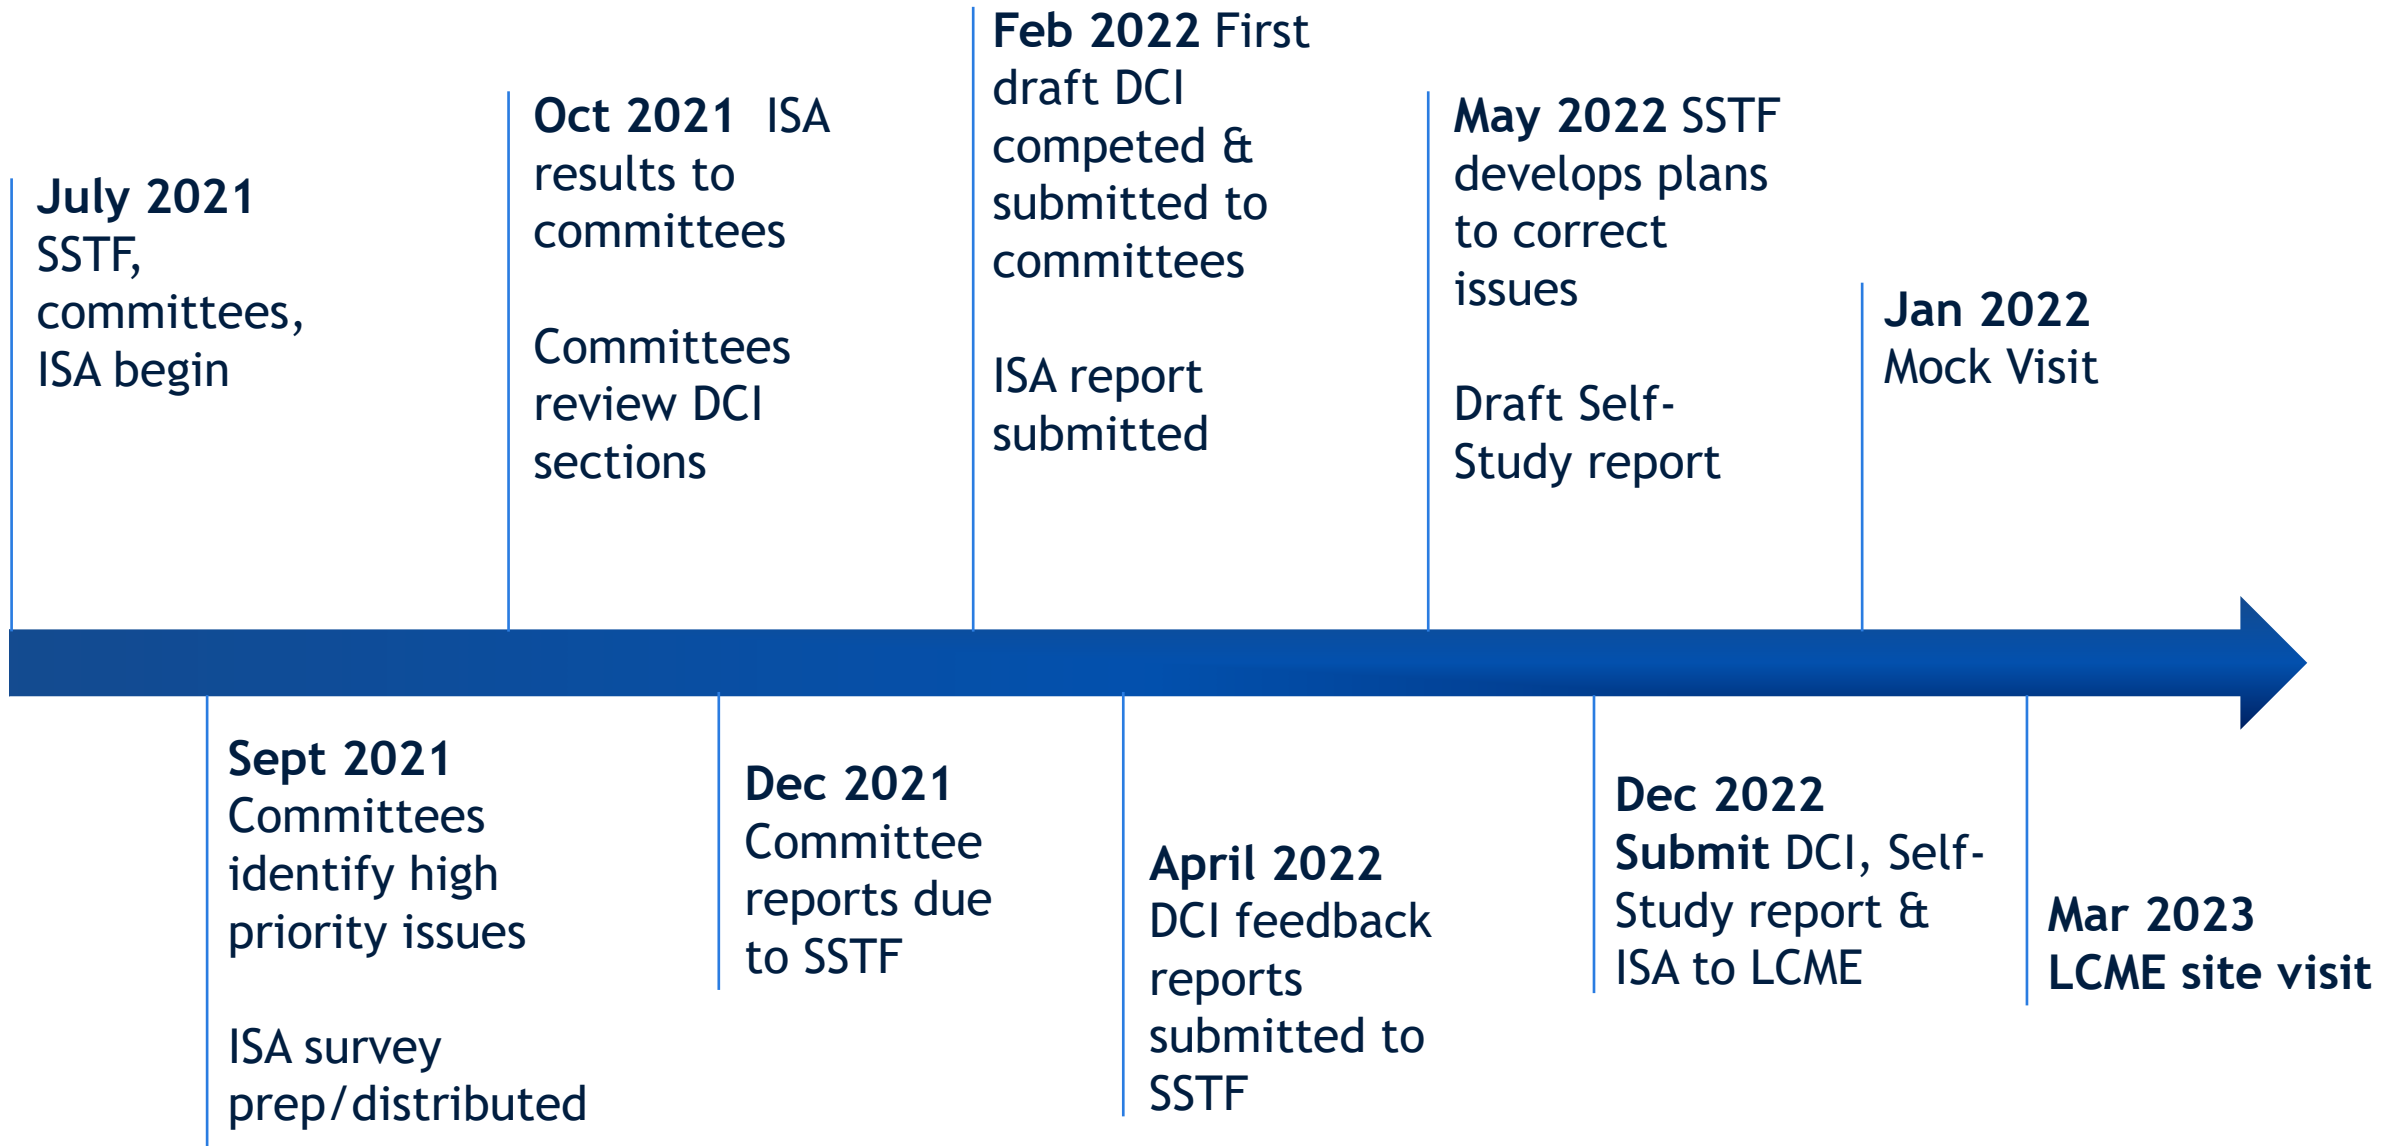 July 2021
SSTF,
committees,
ISA begin
Sept 2021
Committees
identify high
priority issues
ISA survey
prep/distributed
Oct 2021 ISA
results to
committees
Committees
review DCI
sections
Dec 2021
Committee
reports due
to SSTF
Feb 2022 First
draft DCI
competed &
submitted to
committees
ISA report
submitted
April 2022
DCI feedback
reports
submitted to
SSTF
May 2022 SSTF
develops plans
to correct
issues
Draft Self-
Study report
Dec 2022
Submit DCI, Self-
Study report &
ISA to LCME
Jan 2022
Mock Visit
Mar 2023
LCME site visit